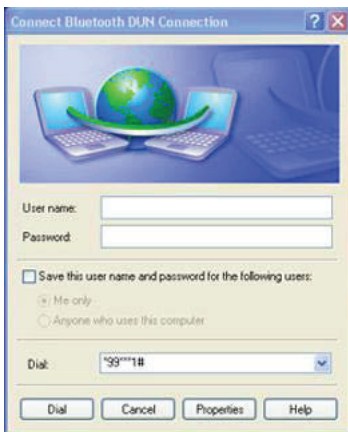 Connect Bluetooth DUN Connection
User name:
Password:
Save this user name and password for the following users:
Me only
Anyone who uses this computer
Dial: *99***1#
Dial Cancel Properties Help